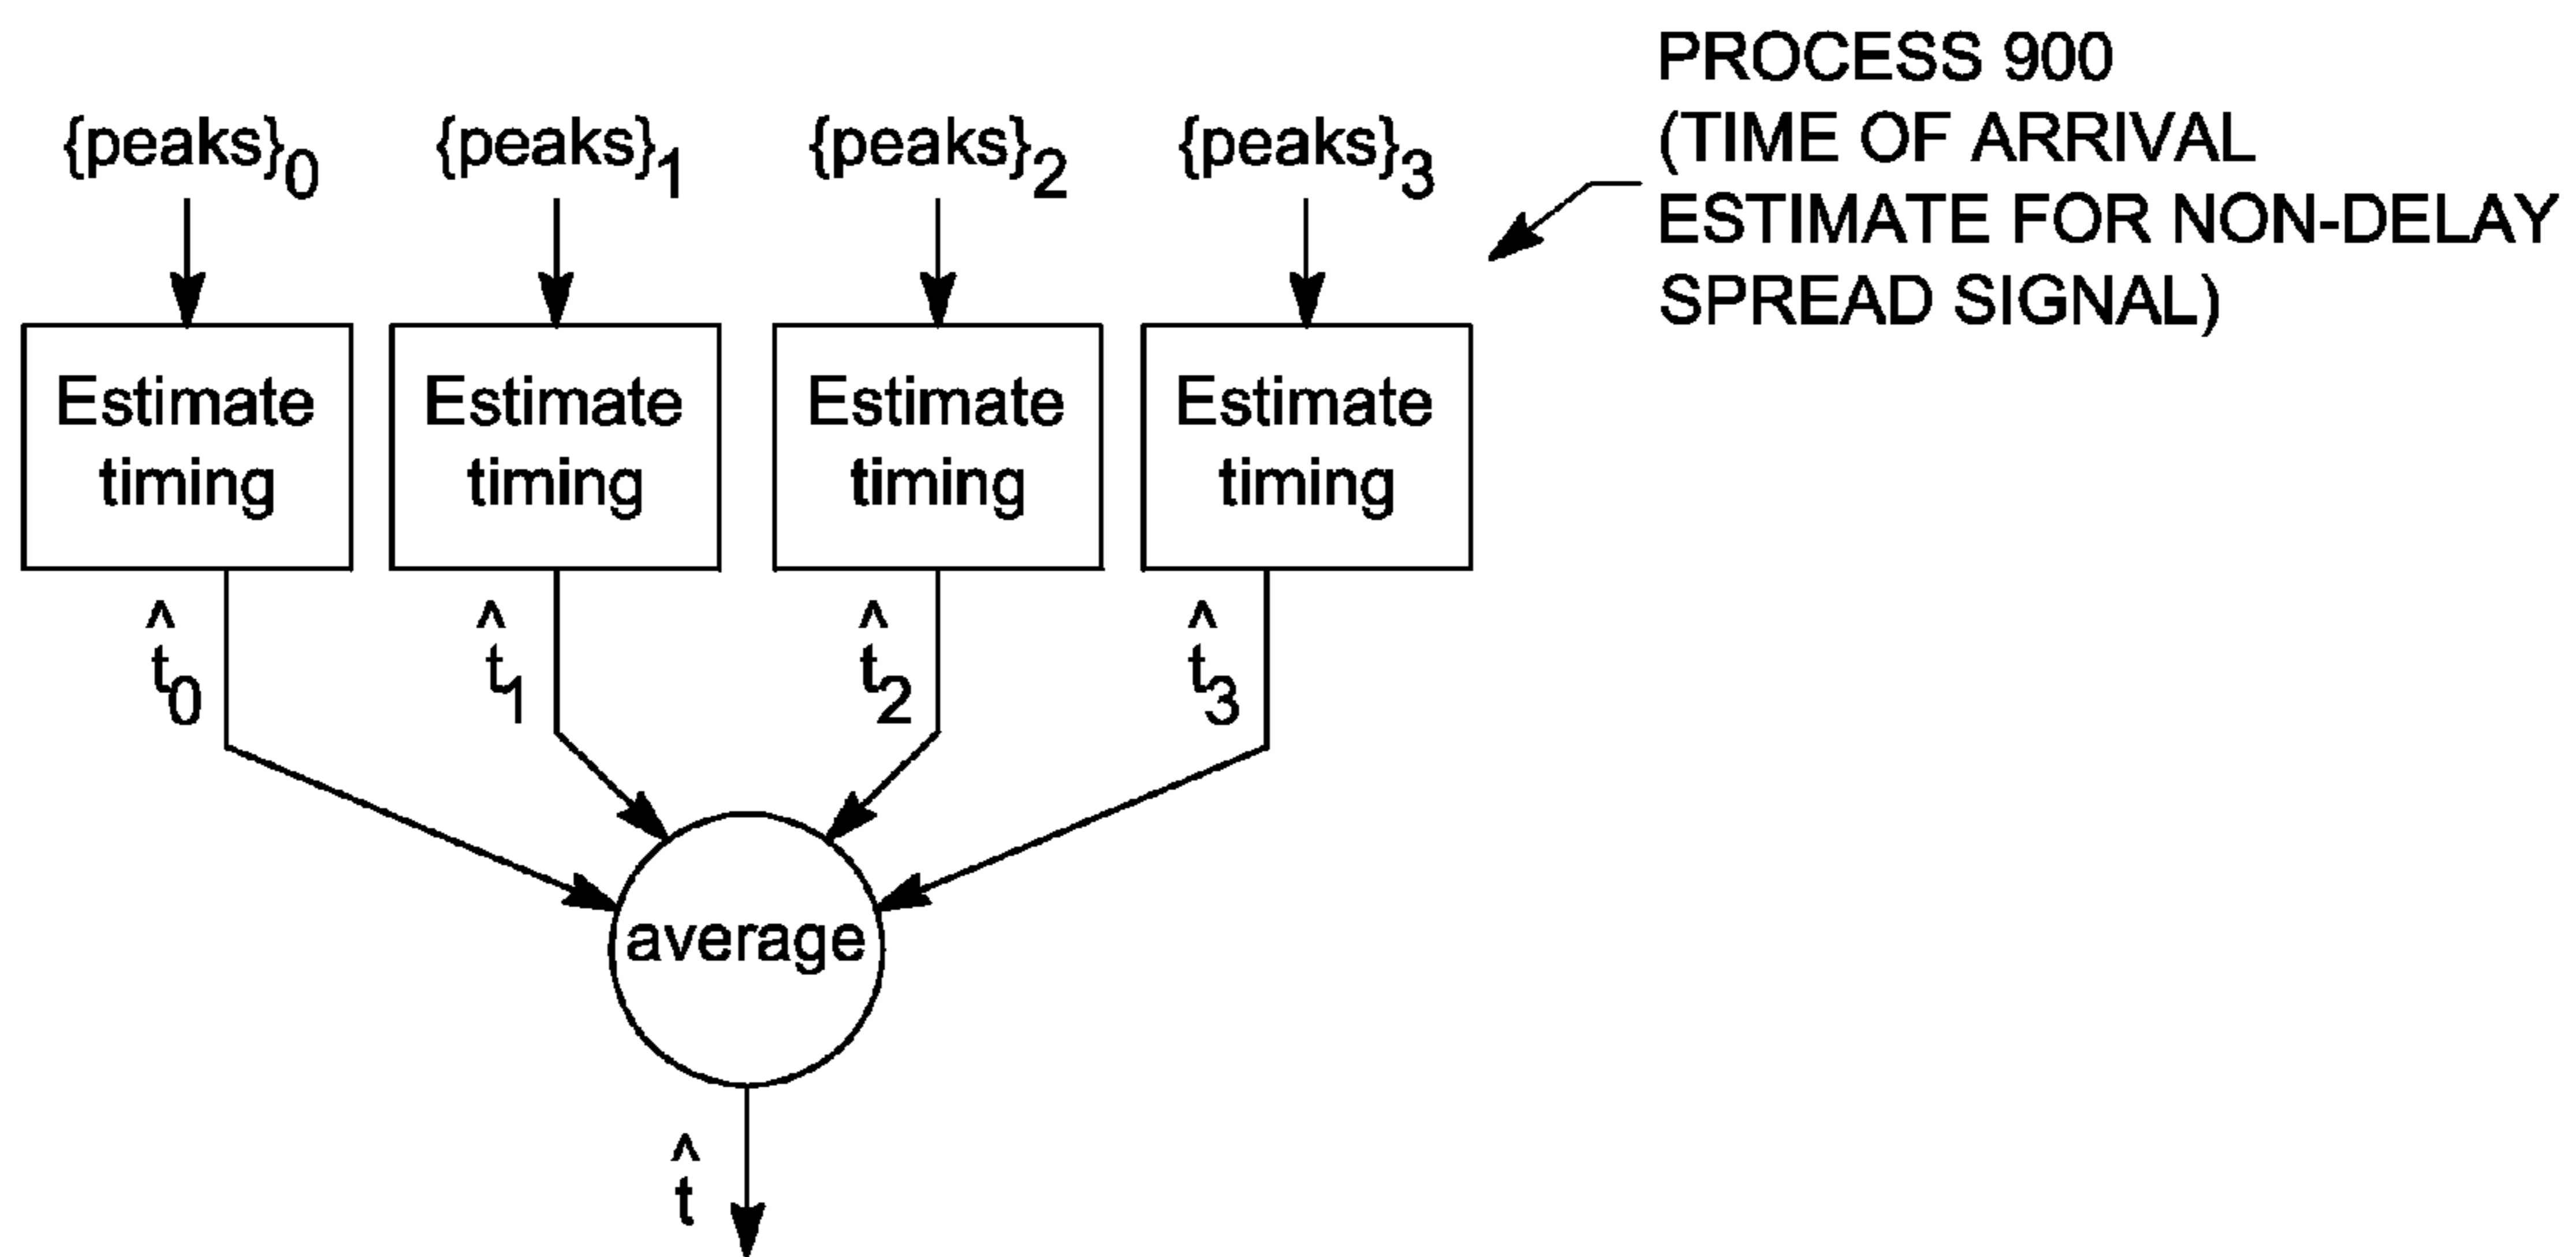 PROCESS 900
(TIME OF ARRIVAL
ESTIMATE FOR NON-DELAY
SPREAD SIGNAL)
{peaks}0 {peaks}1 {peaks}2 {peaks}3
Estimate Estimate Estimate Estimate
timing timing timing timing
t̂0 t̂1 t̂2 t̂3
average
t̂